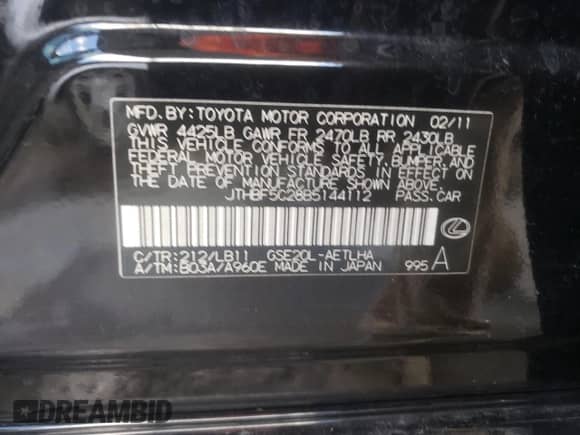 MFD. BY: TOYOTA MOTOR CORPORATION 02/11
GVWR 4425LB GAWR FR 2470LB RR 2430LB
THIS VEHICLE CONFORMS TO ALL APPLICABLE
FEDERAL MOTOR VEHICLE SAFETY, BUMPER, AND
THEFT PREVENTION STANDARDS IN EFFECT ON
THE DATE OF MANUFACTURE SHOWN ABOVE.
JTHBF5C28B5144112 PASS. CAR
C/TR: 212/LB11 GSE20L-AETLHA
A/TM: B03A/A960E MADE IN JAPAN 995 A
DREAMBID